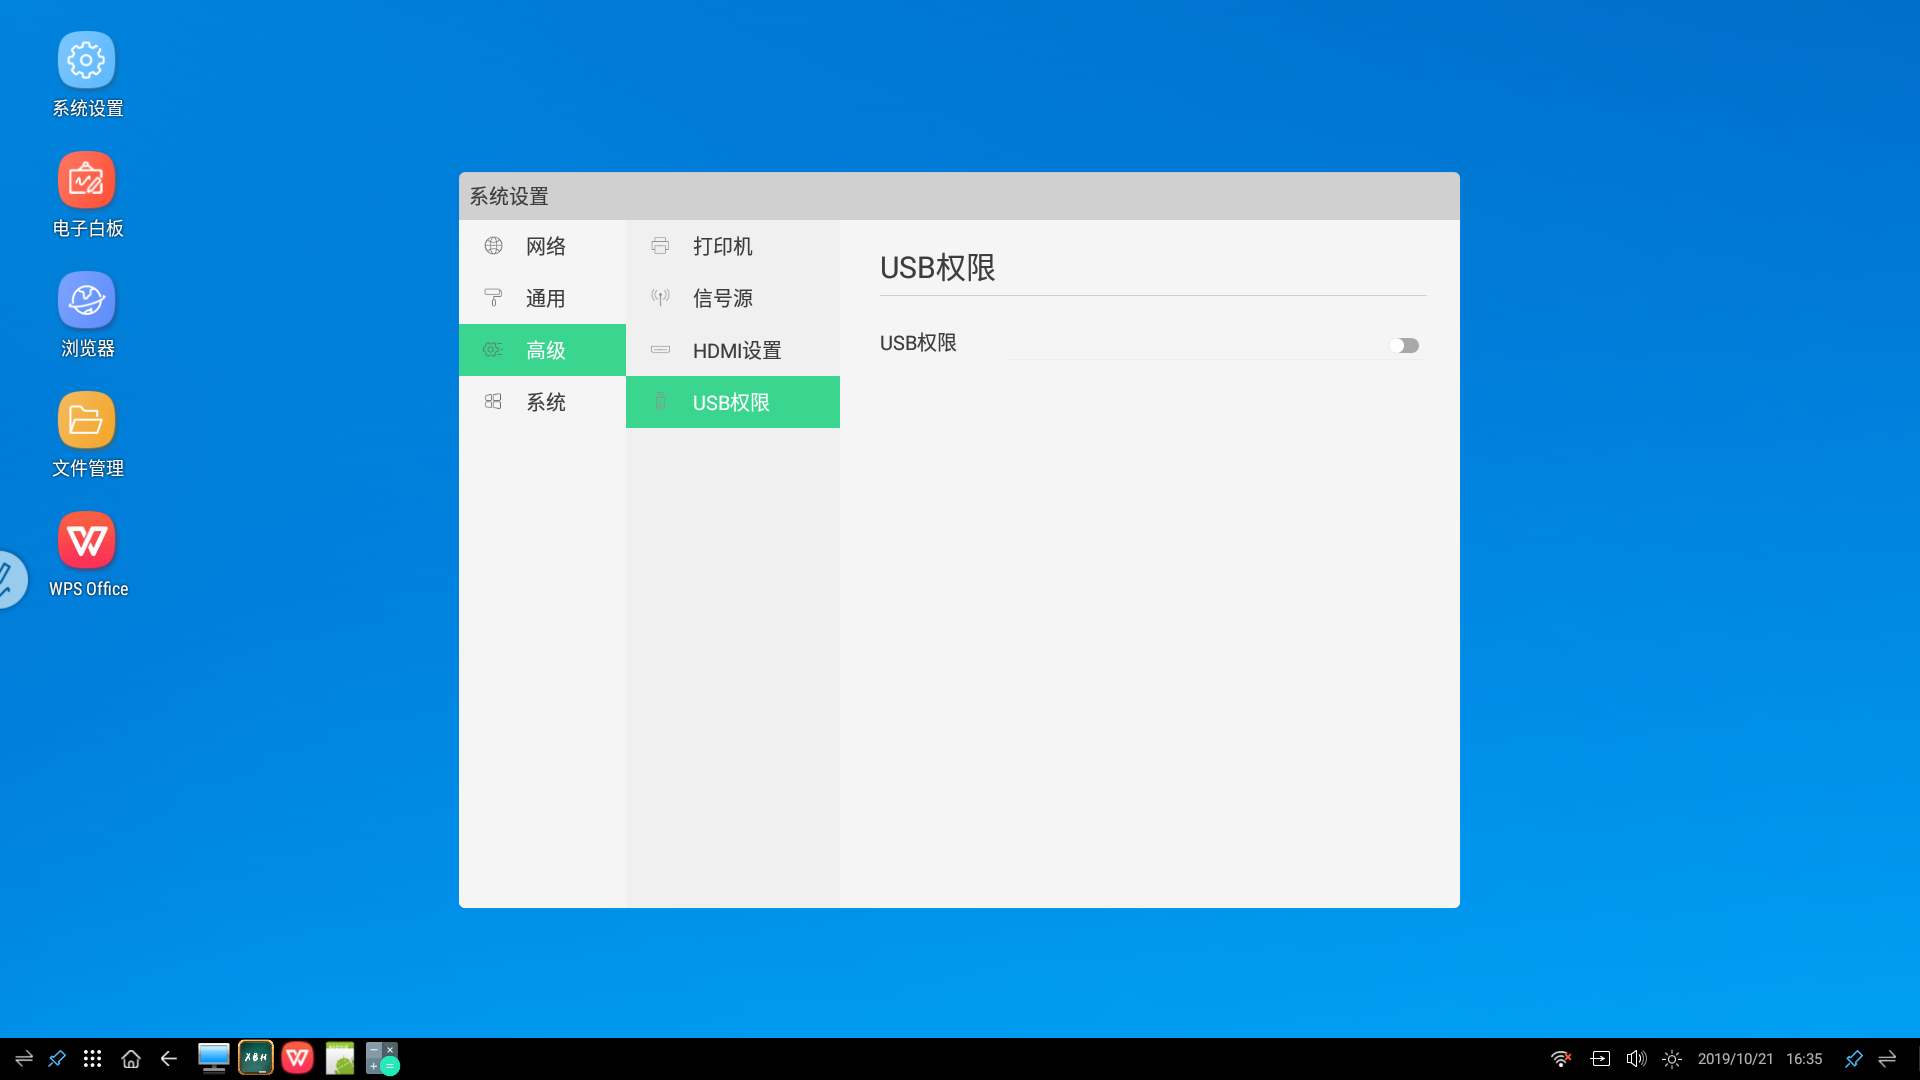 系统设置
电子白板
浏览器
文件管理
WPS Office
系统设置
网络
通用
高级
系统
打印机
信号源
HDMI设置
USB权限
USB权限
USB权限
XBH
2019/10/21 16:35